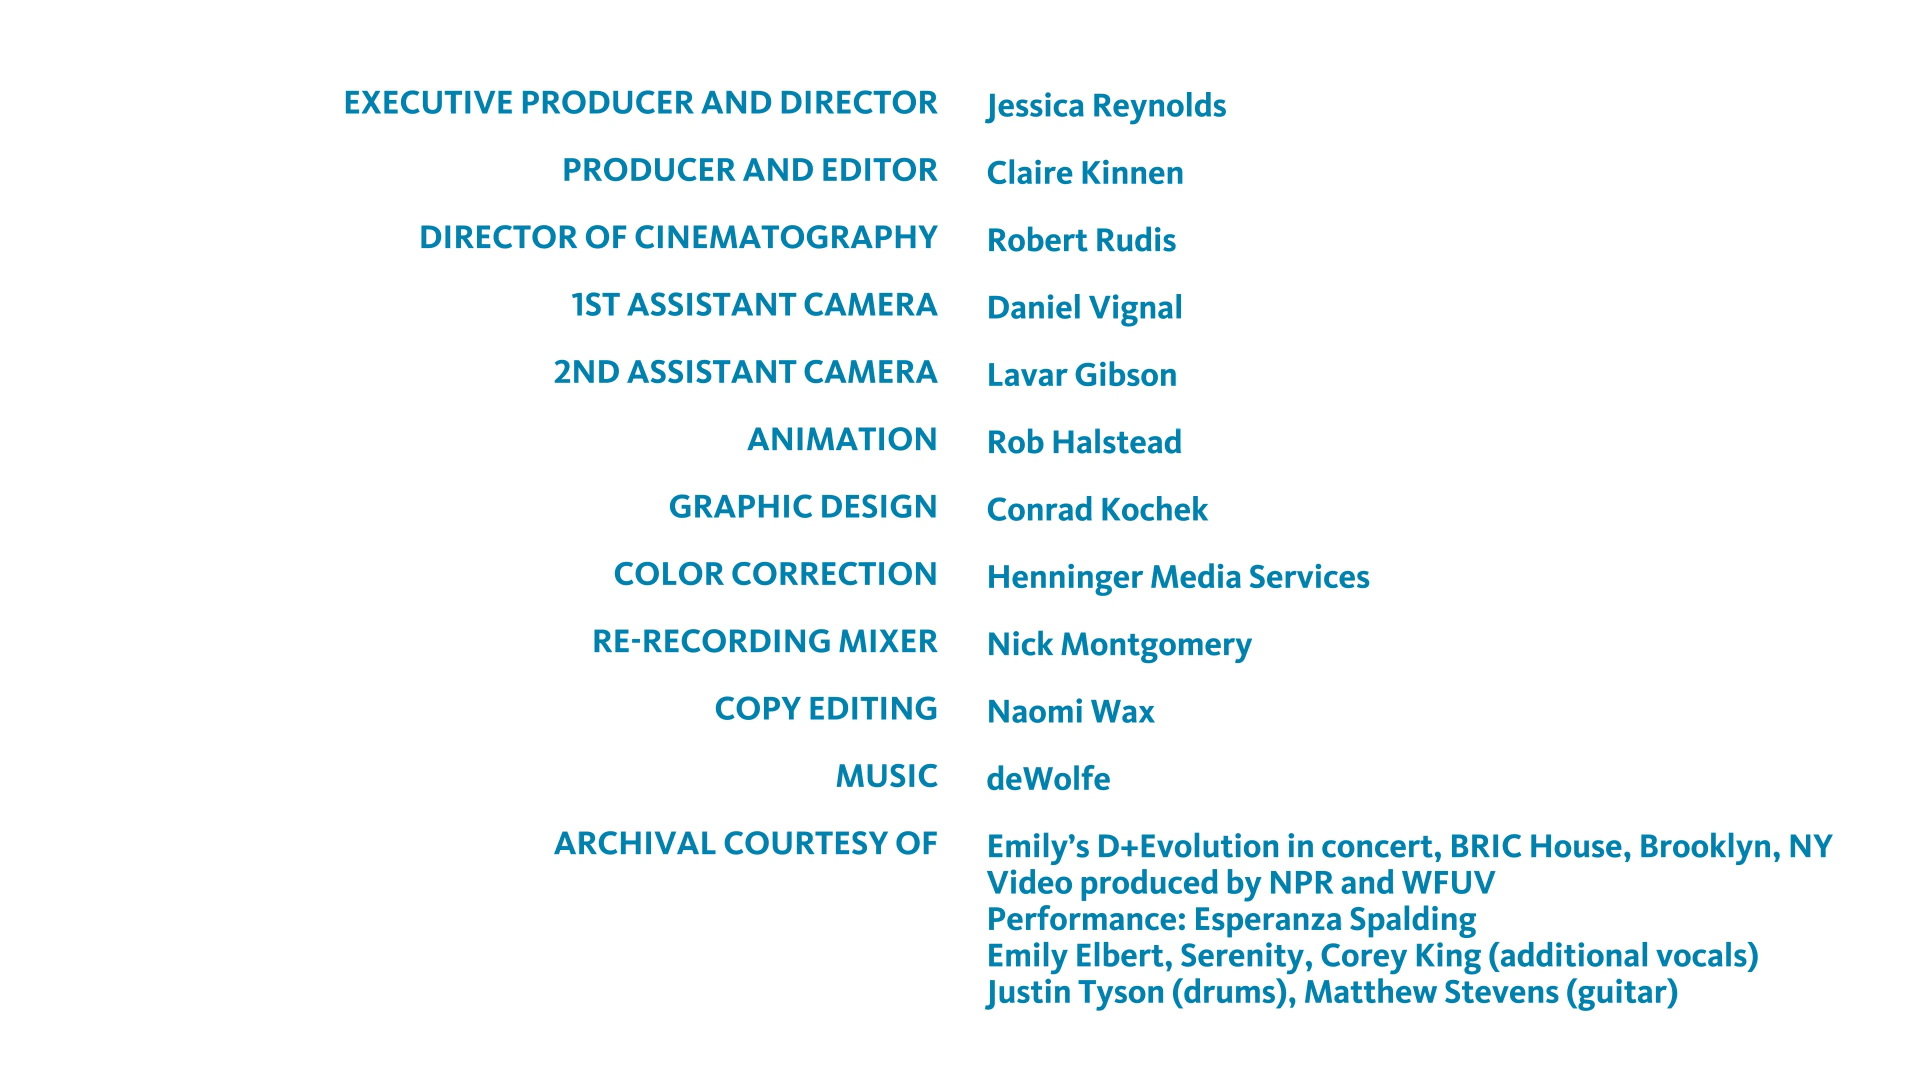 EXECUTIVE PRODUCER AND DIRECTOR Jessica Reynolds
PRODUCER AND EDITOR Claire Kinnen
DIRECTOR OF CINEMATOGRAPHY Robert Rudis
1ST ASSISTANT CAMERA Daniel Vignal
2ND ASSISTANT CAMERA Lavar Gibson
ANIMATION Rob Halstead
GRAPHIC DESIGN Conrad Kochek
COLOR CORRECTION Henninger Media Services
RE-RECORDING MIXER Nick Montgomery
COPY EDITING Naomi Wax
MUSIC deWolfe
ARCHIVAL COURTESY OF Emily’s D+Evolution in concert, BRIC House, Brooklyn, NY
Video produced by NPR and WFUV
Performance: Esperanza Spalding
Emily Elbert, Serenity, Corey King (additional vocals)
Justin Tyson (drums), Matthew Stevens (guitar)